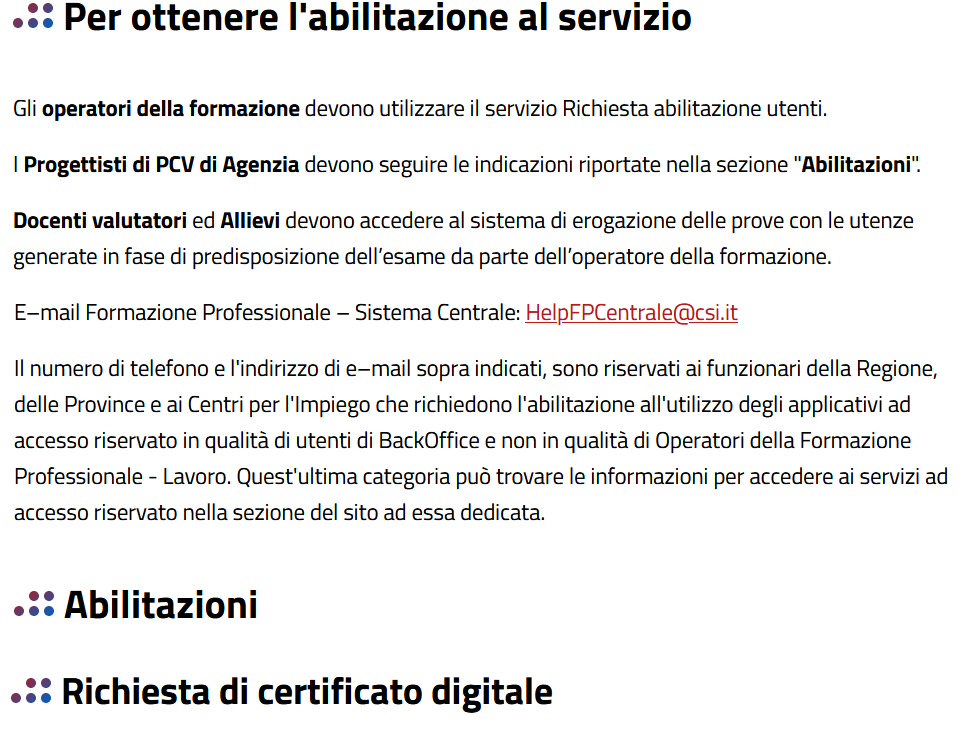 Per ottenere l'abilitazione al servizio
Gli operatori della formazione devono utilizzare il servizio Richiesta abilitazione utenti.
I Progettisti di PCV di Agenzia devono seguire le indicazioni riportate nella sezione "Abilitazioni".
Docenti valutatori ed Allievi devono accedere al sistema di erogazione delle prove con le utenze
generate in fase di predisposizione dell’esame da parte dell’operatore della formazione.
E–mail Formazione Professionale – Sistema Centrale: HelpFPCentrale@csi.it
Il numero di telefono e l'indirizzo di e–mail sopra indicati, sono riservati ai funzionari della Regione,
delle Province e ai Centri per l'Impiego che richiedono l'abilitazione all'utilizzo degli applicativi ad
accesso riservato in qualità di utenti di BackOffice e non in qualità di Operatori della Formazione
Professionale - Lavoro. Quest'ultima categoria può trovare le informazioni per accedere ai servizi ad
accesso riservato nella sezione del sito ad essa dedicata.
Abilitazioni
Richiesta di certificato digitale